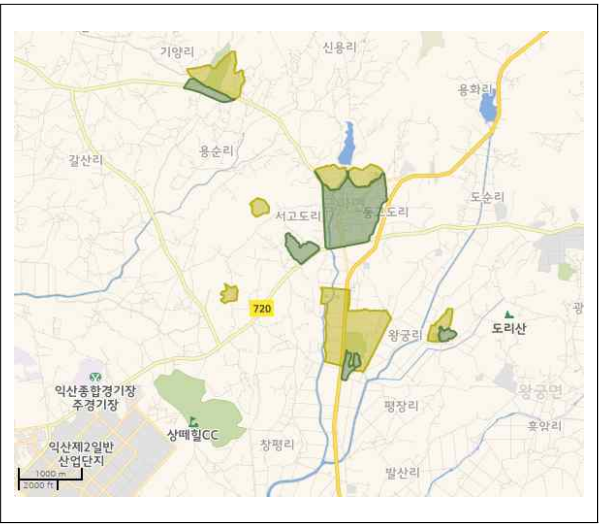 기양리
신용리
용화리
갈산리
용순리
도순리
서고도리
동고도리
720
왕궁리
도리산
광
익산종합경기장
주경기장
왕궁면
평장리
흥암리
상떼힐CC
익산제2일반
산업단지
창평리
발산리
1000 m
2000 ft